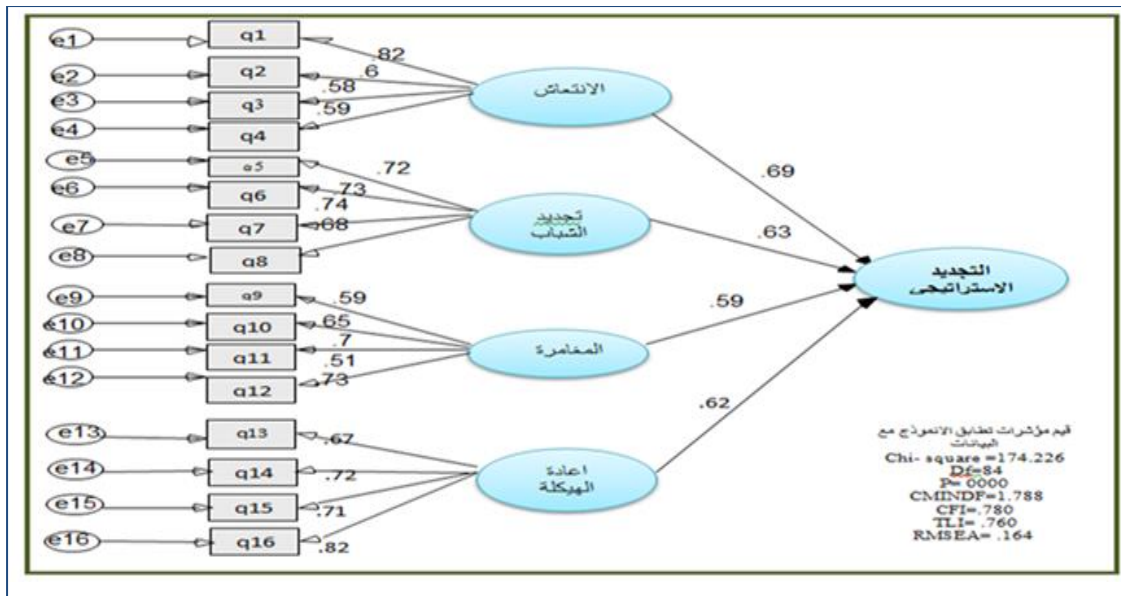 e1
q1
.82
e2
q2
.6
e3
q3
.58
e4
q4
.59
الانتعاش
.69
e5
q5
.72
e6
q6
.73
.74
e7
q7
.68
e8
q8
تجديد
الشباب
.63
التجديد
الاستراتيجي
e9
q9
.59
e10
q10
.65
e11
q11
.7
.51
e12
q12
.73
المغامرة
.59
.62
e13
q13
.67
e14
q14
.72
e15
q15
.71
e16
q16
.82
اعادة
الهيكلة
قيم مؤشرات تطابق الانموذج مع
البيانات
Chi- square =174.226
Df=84
P= 0000
CMINDF=1.788
CFI=.780
TLI= .760
RMSEA= .164